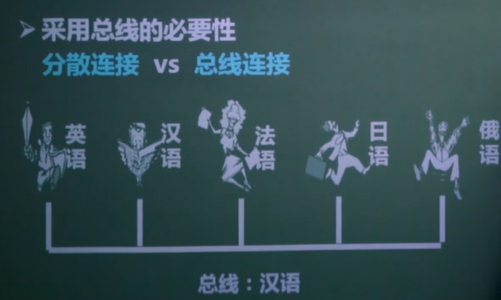 采用总线的必要性
分散连接 vs 总线连接
英语
汉语
法语
日语
俄语
总线：汉语